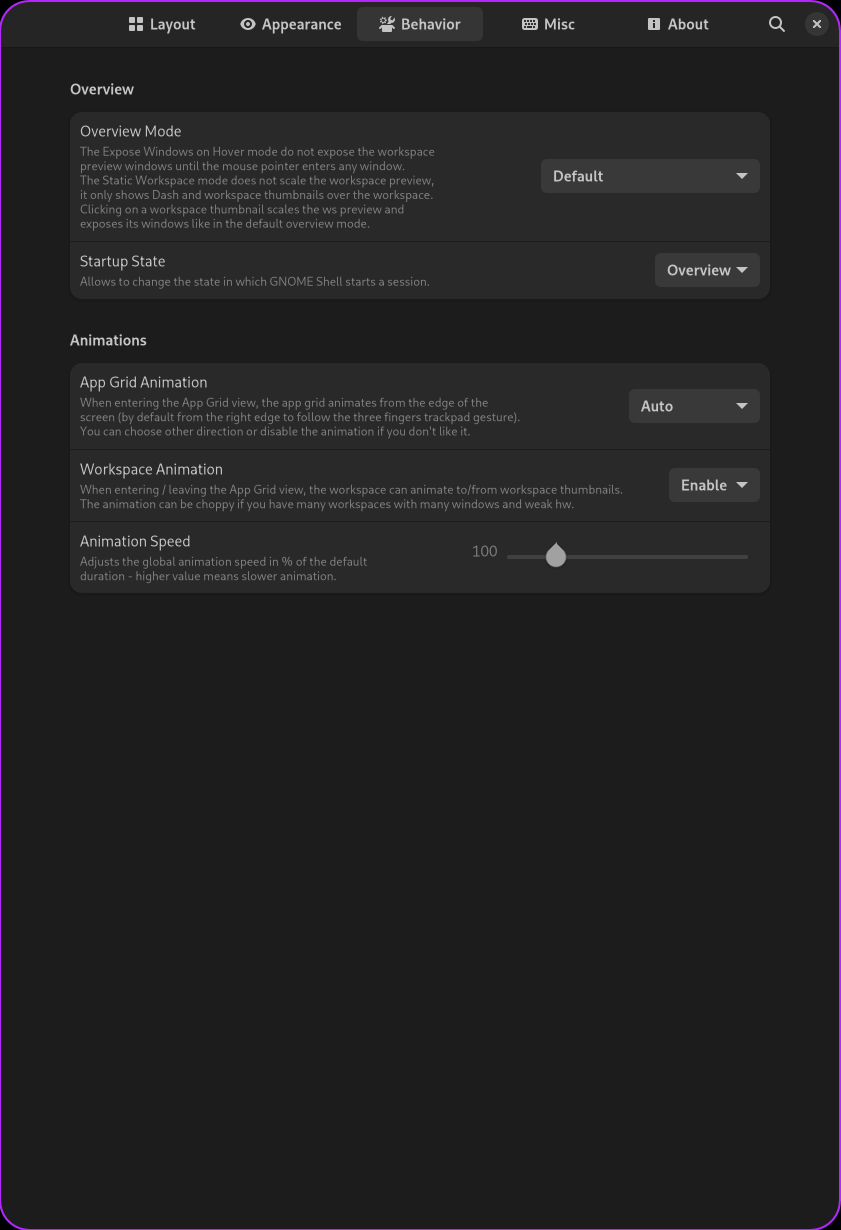 Layout
Appearance
Behavior
Misc
About
Overview
Overview Mode
The Expose Windows on Hover mode do not expose the workspace
preview windows until the mouse pointer enters any window.
The Static Workspace mode does not scale the workspace preview,
it only shows Dash and workspace thumbnails over the workspace.
Clicking on a workspace thumbnail scales the ws preview and
exposes its windows like in the default overview mode.
Default
Startup State
Allows to change the state in which GNOME Shell starts a session.
Overview
Animations
App Grid Animation
When entering the App Grid view, the app grid animates from the edge of the
screen (by default from the right edge to follow the three fingers trackpad gesture).
You can choose other direction or disable the animation if you don't like it.
Auto
Workspace Animation
When entering / leaving the App Grid view, the workspace can animate to/from workspace thumbnails.
The animation can be choppy if you have many workspaces with many windows and weak hw.
Enable
Animation Speed
Adjusts the global animation speed in % of the default
duration - higher value means slower animation.
100